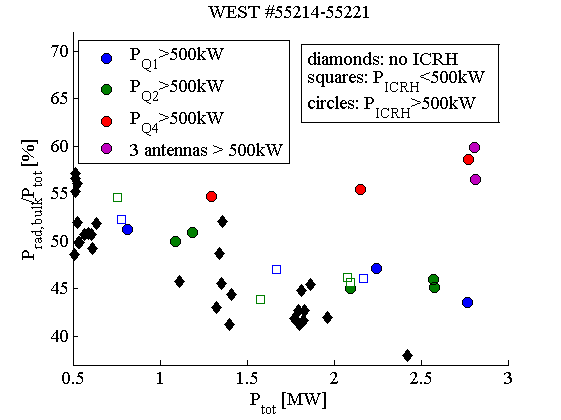 WEST #55214-55221
P_Q1>500kW
P_Q2>500kW
P_Q4>500kW
3 antennas > 500kW
diamonds: no ICRH
squares: P_ICRH<500kW
circles: P_ICRH>500kW
P_rad,bulk/P_tot [%]
70
65
60
55
50
45
40
0.5 1 1.5 2 2.5 3
P_tot [MW]